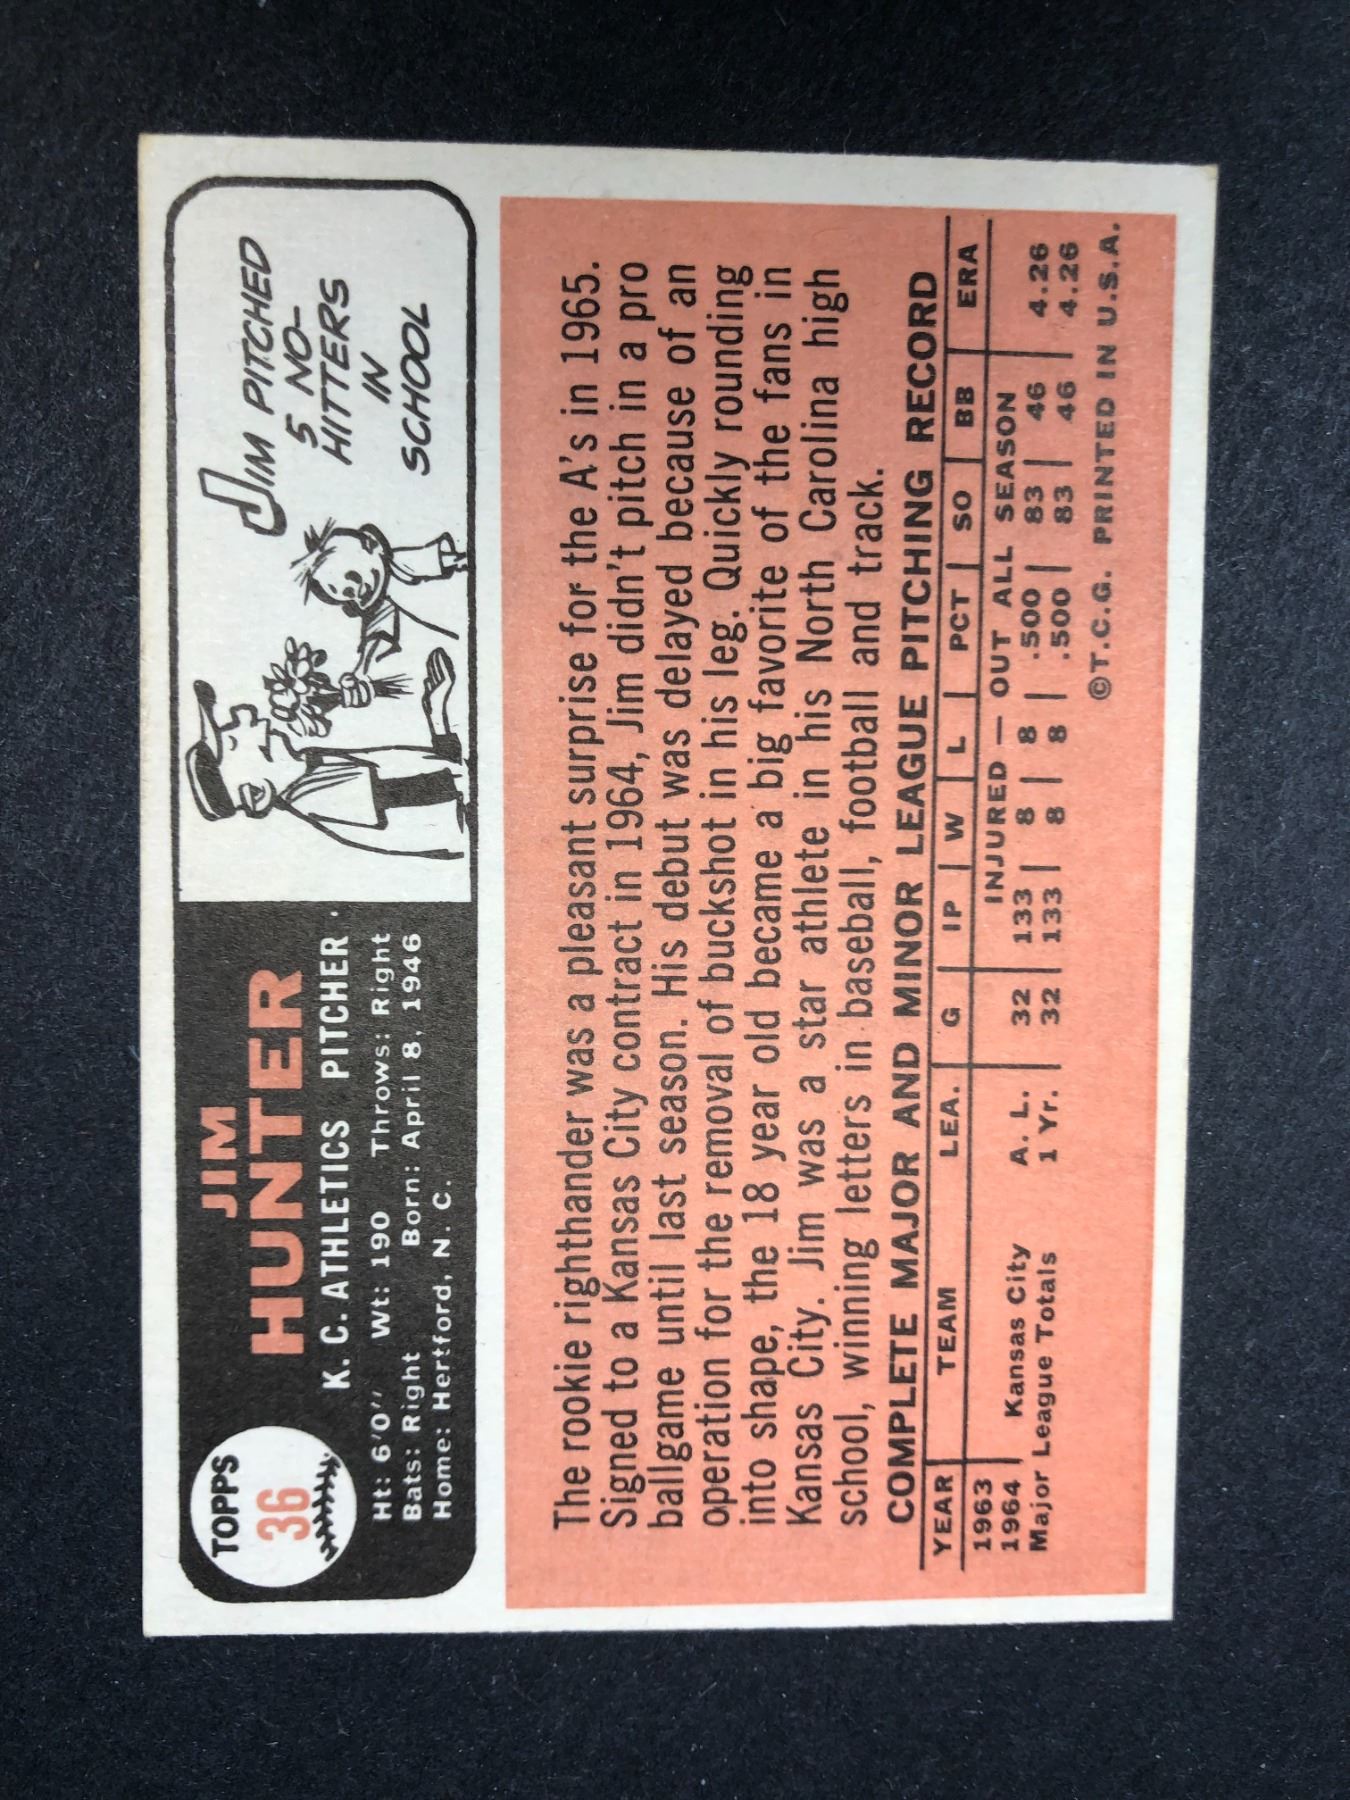 TOPPS
36
JIM
HUNTER
K. C. ATHLETICS PITCHER
Ht: 6'0" Wt: 190 Throws: Right
Bats: Right Born: April 8, 1946
Home: Hertford, N. C.
JIM PITCHED
5 NO-
HITTERS
IN
SCHOOL
The rookie righthander was a pleasant surprise for the A's in 1965.
Signed to a Kansas City contract in 1964, Jim didn't pitch in a pro
ballgame until last season. His debut was delayed because of an
operation for the removal of buckshot in his leg. Quickly rounding
into shape, the 18 year old became a big favorite of the fans in
Kansas City. Jim was a star athlete in his North Carolina high
school, winning letters in baseball, football and track.
COMPLETE MAJOR AND MINOR LEAGUE PITCHING RECORD
YEAR TEAM LEA. G IP W L PCT SO BB ERA
1963 INJURED — OUT ALL SEASON
1964 Kansas City A. L. 32 133 8 8 .500 83 46 4.26
Major League Totals 1 Yr. 32 133 8 8 .500 83 46 4.26
©T.C.G. PRINTED IN U.S.A.